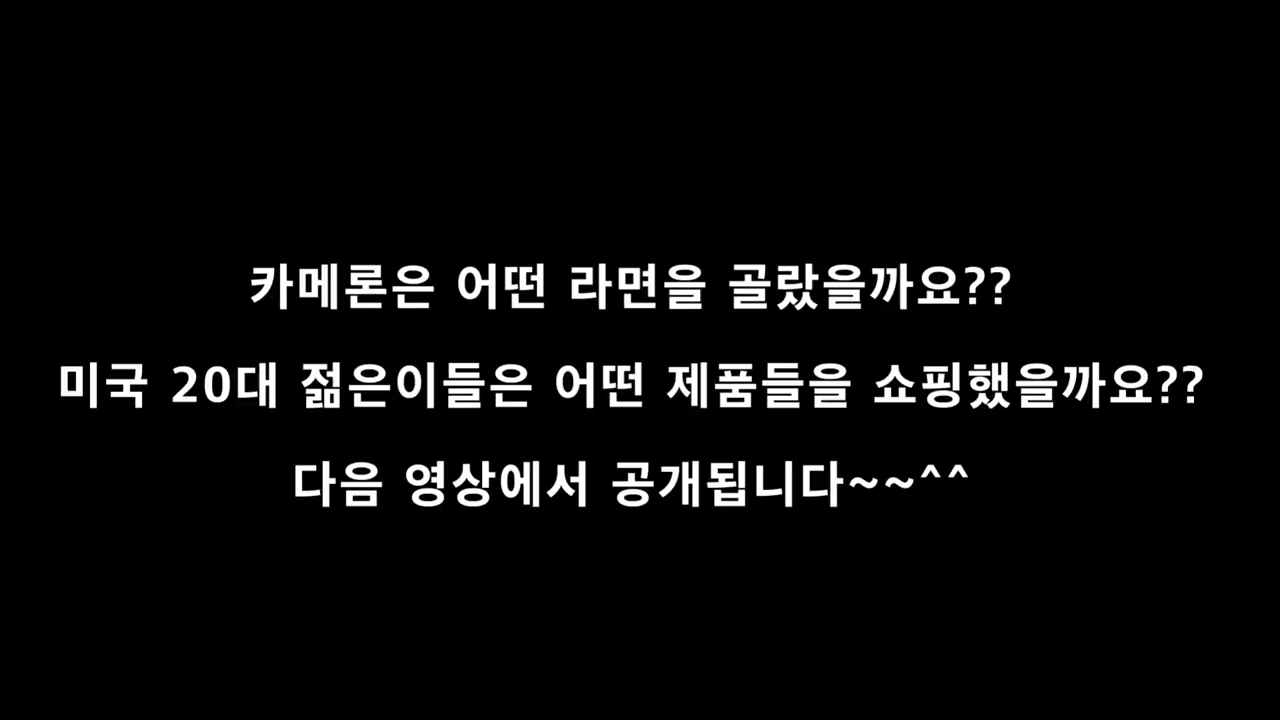 카메론은 어떤 라면을 골랐을까요??
미국 20대 젊은이들은 어떤 제품들을 쇼핑했을까요??
다음 영상에서 공개됩니다~~^^